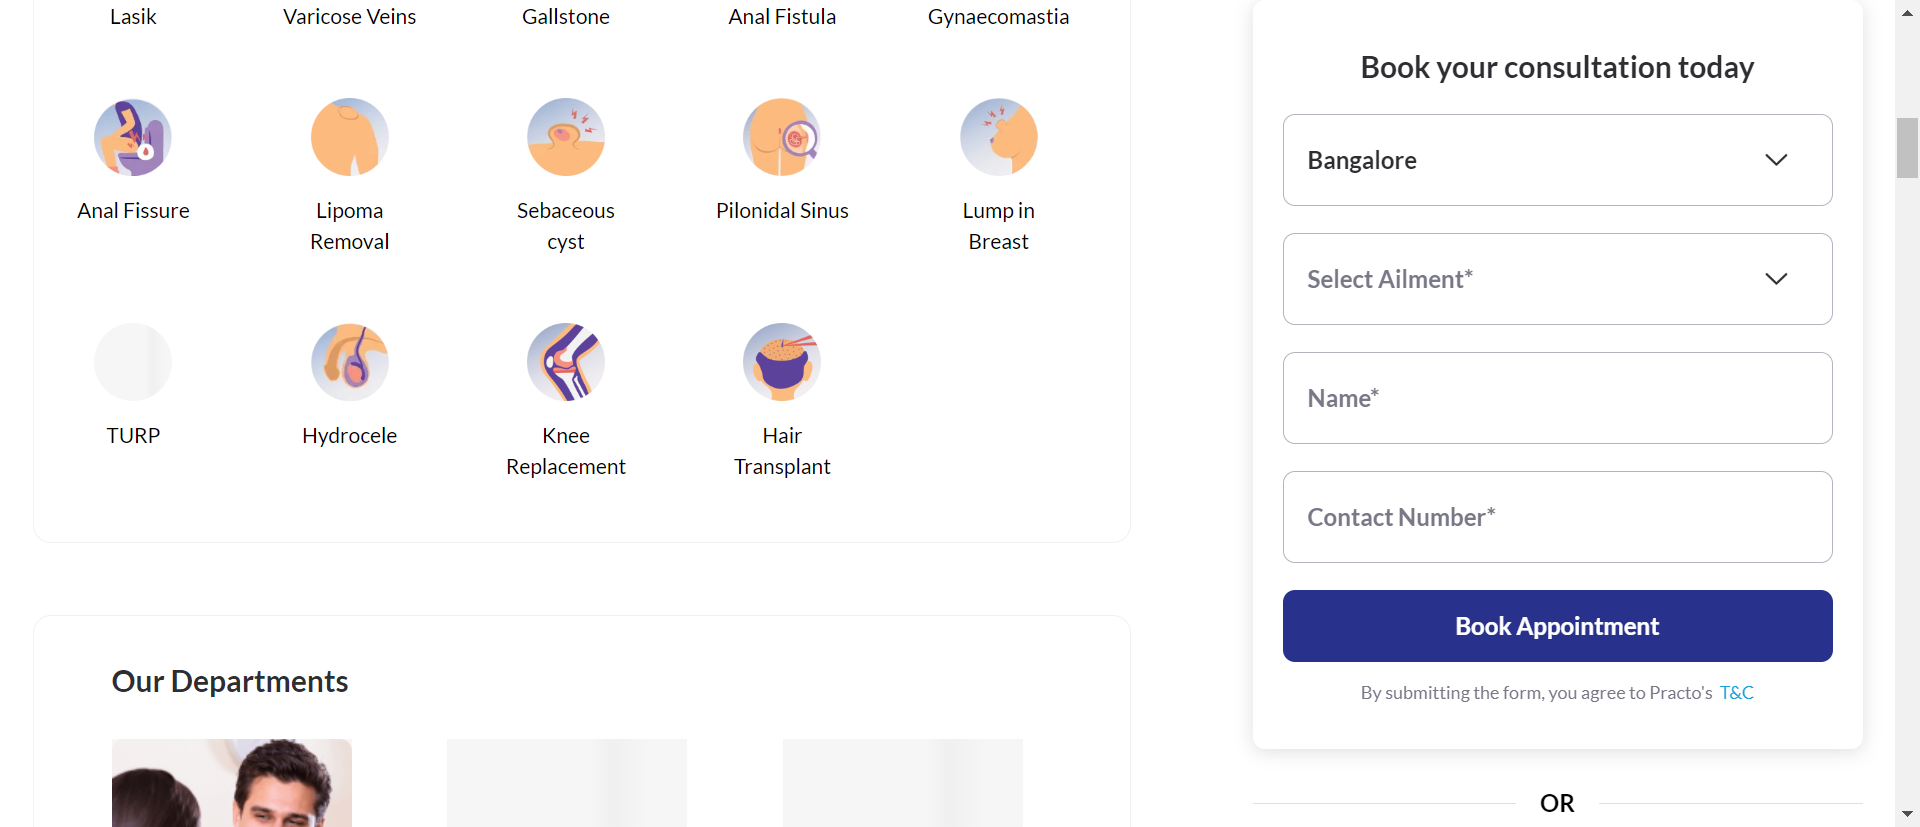 Lasik
Varicose Veins
Gallstone
Anal Fistula
Gynaecomastia
Anal Fissure
Lipoma
Removal
Sebaceous
cyst
Pilonidal Sinus
Lump in
Breast
TURP
Hydrocele
Knee
Replacement
Hair
Transplant
Our Departments
Book your consultation today
Bangalore
Select Ailment*
Name*
Contact Number*
Book Appointment
By submitting the form, you agree to Practo's T&C
OR